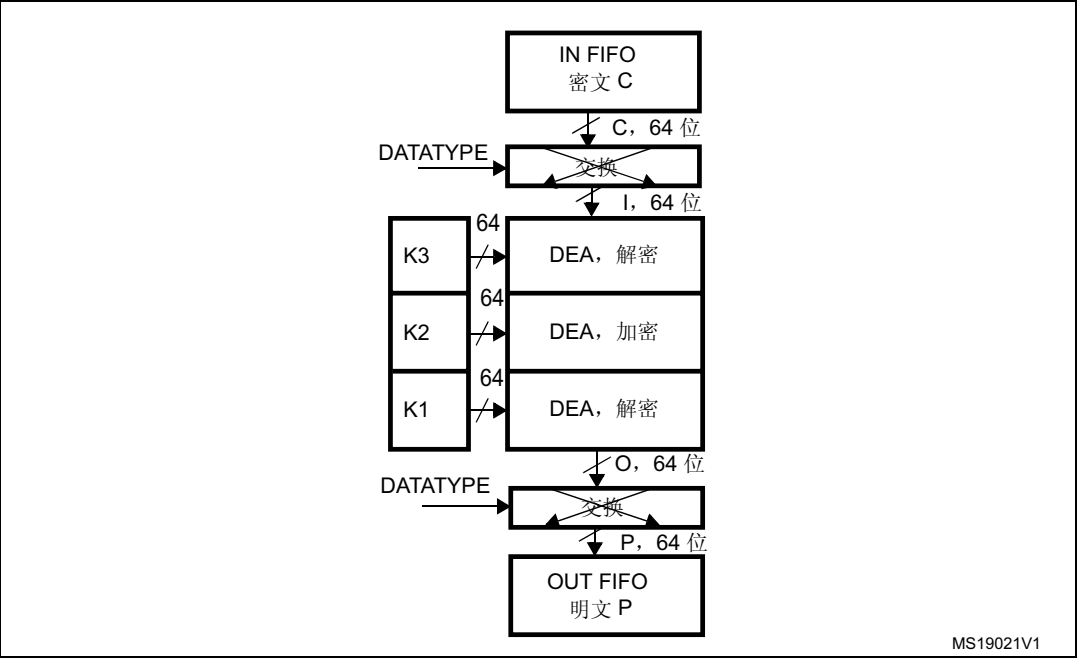 IN FIFO
密文 C
C，64 位
DATATYPE
交换
I，64 位
64
K3
DEA，解密
64
K2
DEA，加密
64
K1
DEA，解密
O，64 位
DATATYPE
交换
P，64 位
OUT FIFO
明文 P
MS19021V1